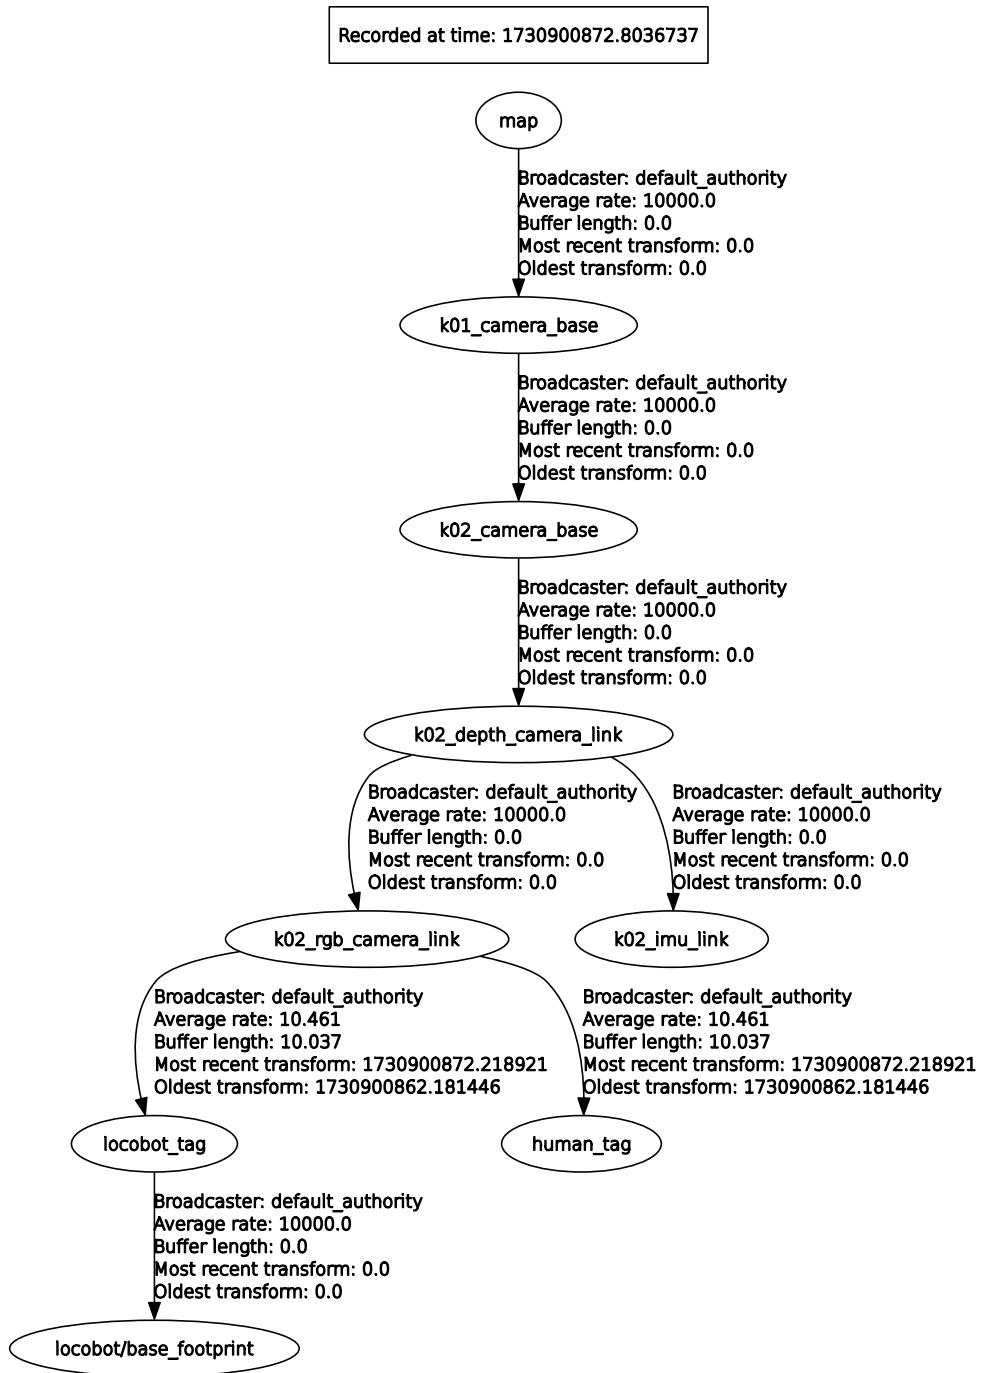 Recorded at time: 1730900872.8036737
map
Broadcaster: default_authority
Average rate: 10000.0
Buffer length: 0.0
Most recent transform: 0.0
Oldest transform: 0.0
k01_camera_base
Broadcaster: default_authority
Average rate: 10000.0
Buffer length: 0.0
Most recent transform: 0.0
Oldest transform: 0.0
k02_camera_base
Broadcaster: default_authority
Average rate: 10000.0
Buffer length: 0.0
Most recent transform: 0.0
Oldest transform: 0.0
k02_depth_camera_link
Broadcaster: default_authority
Average rate: 10000.0
Buffer length: 0.0
Most recent transform: 0.0
Oldest transform: 0.0
Broadcaster: default_authority
Average rate: 10000.0
Buffer length: 0.0
Most recent transform: 0.0
Oldest transform: 0.0
k02_rgb_camera_link
k02_imu_link
Broadcaster: default_authority
Average rate: 10.461
Buffer length: 10.037
Most recent transform: 1730900872.218921
Oldest transform: 1730900862.181446
Broadcaster: default_authority
Average rate: 10.461
Buffer length: 10.037
Most recent transform: 1730900872.218921
Oldest transform: 1730900862.181446
locobot_tag
human_tag
Broadcaster: default_authority
Average rate: 10000.0
Buffer length: 0.0
Most recent transform: 0.0
Oldest transform: 0.0
locobot/base_footprint